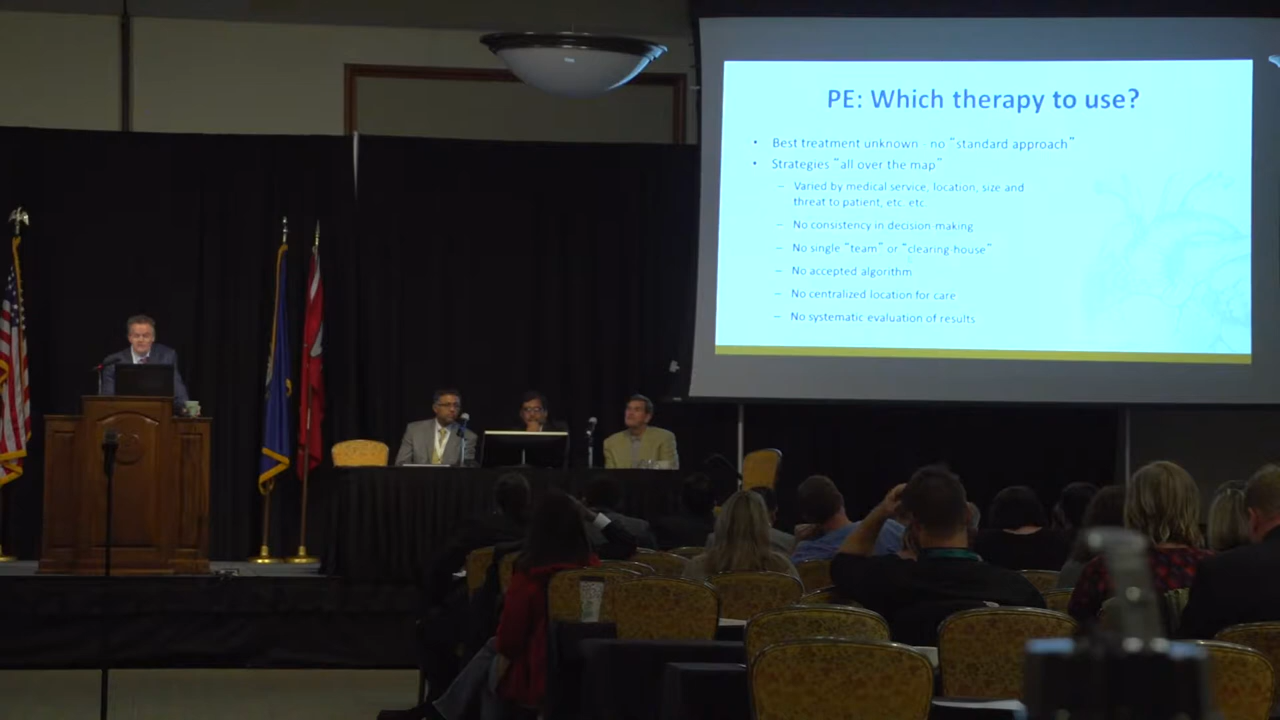 PE: Which therapy to use?
• Best treatment unknown - no “standard approach”
• Strategies “all over the map”
– Varied by medical service, location, size and
threat to patient, etc. etc.
– No consistency in decision making
– No single “team” or “clearing house”
– No accepted algorithm
– No centralized location for care
– No systematic evaluation of results